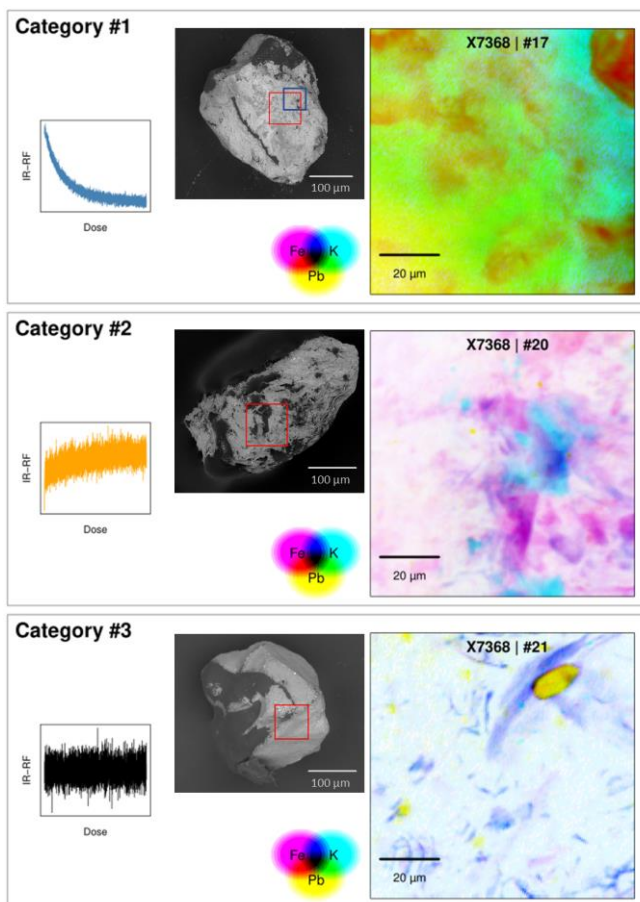 Category #1
X7368 | #17
IR−RF
Dose
100 µm
Fe K
Pb
20 µm
Category #2
X7368 | #20
IR−RF
Dose
100 µm
Fe K
Pb
20 µm
Category #3
X7368 | #21
IR−RF
Dose
100 µm
Fe K
Pb
20 µm